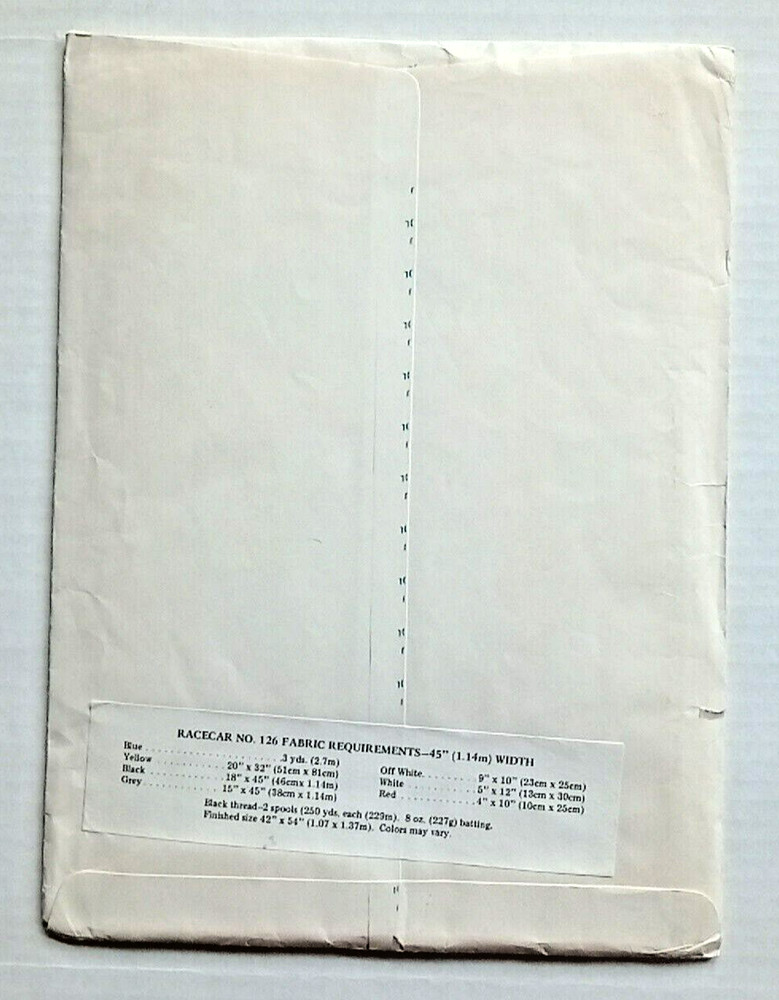 RACECAR NO. 126 FABRIC REQUIREMENTS—45" (1.14m) WIDTH
Blue . . . . . . . . . . . . . . . . . . . . . . .3 yds. (2.7m)
Yellow . . . . . . . . . . . . 20" x 32" (51cm x 81cm)
Black . . . . . . . . . . . . .18" x 45" (46cmx 1.14m)
Grey . . . . . . . . . . . . . 15" x 45" (38cm x 1.14m)
Off White. . . . . . . . . 9" x 10" (23cm x 25cm)
White . . . . . . . . . . . 5" x 12" (13cm x 30cm)
Red . . . . . . . . . . . . .4" x 10" (10cm x 25cm)
Black thread—2 spools (250 yds. each (229m). 8 oz. (227g) batting.
Finished size 42" x 54" (1.07 x 1.37m). Colors may vary.